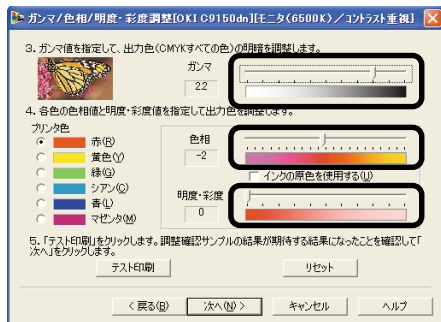 ガンマ/色相/明度・彩度調整[OKI C9150dn][モニタ(6500K)/コントラスト重視]
3. ガンマ値を指定して、出力色(CMYKすべての色)の明暗を調整します。
ガンマ
2.2
4. 各色の色相値と明度・彩度値を指定して出力色を調整します。
プリンタ色
赤(R)
黄色(Y)
緑(G)
シアン(C)
青(L)
マゼンタ(M)
色相
-2
インクの原色を使用する(U)
明度・彩度
0
5. 「テスト印刷」をクリックします。調整確認サンプルの結果が期待する結果になったことを確認して「
次へ」をクリックします。
テスト印刷
リセット
< 戻る(B)
次へ(N) >
キャンセル
ヘルプ